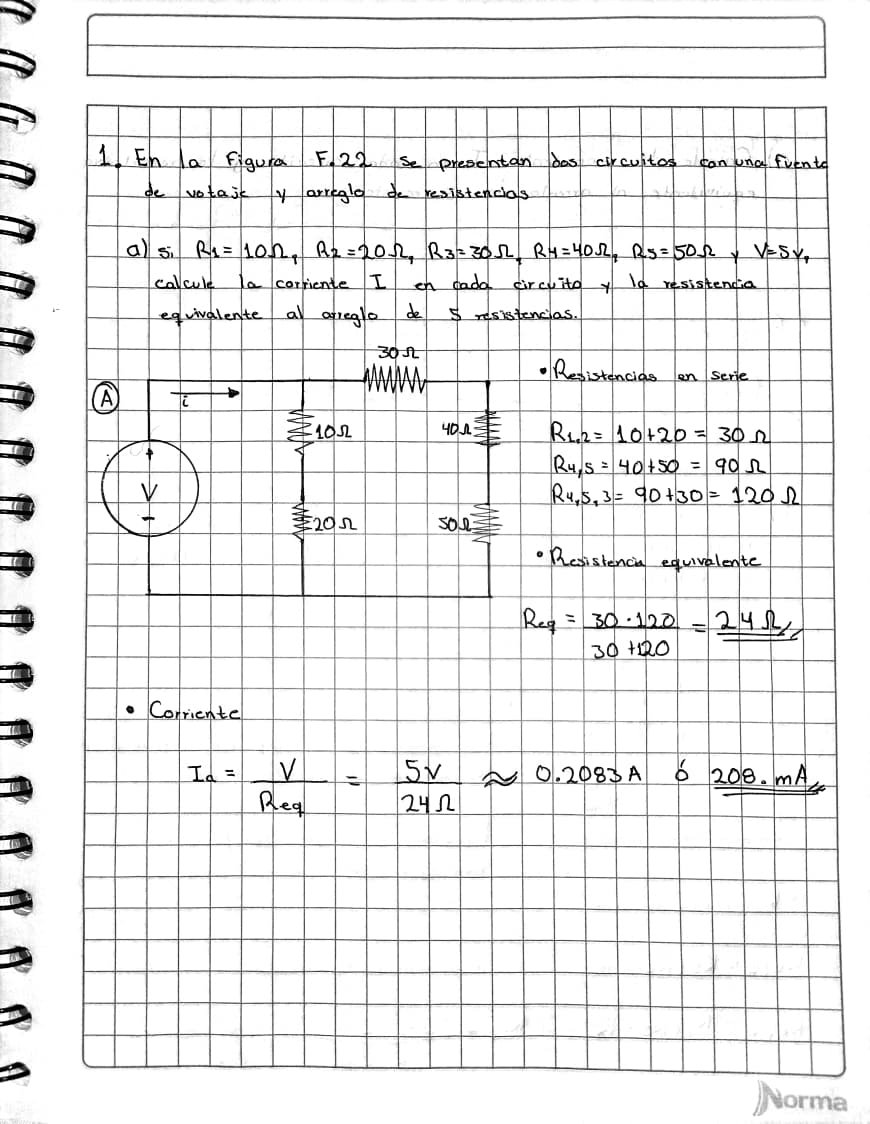 1. En la Figura F.22 se presentan dos circuitos con una fuente
de votaje y arreglo de resistencias
a) si R1=10Ω, R2=20Ω, R3=30Ω, R4=40Ω, R5=50Ω y V=5V,
calcule la corriente I en cada circuito y la resistencia
equivalente al arreglo de 5 resistencias.
30Ω
A
i
10Ω
40Ω
+
V
-
20Ω
50Ω
• Resistencias en serie
R1,2= 10+20 = 30 Ω
R4,5 = 40+50 = 90 Ω
R4,5,3= 90+30= 120 Ω
• Resistencia equivalente
Req = 30·120 = 24Ω
30+120
• Corriente
Ia = V = 5V ≈ 0.2083A ó 208.mA
Req 24Ω
Norma